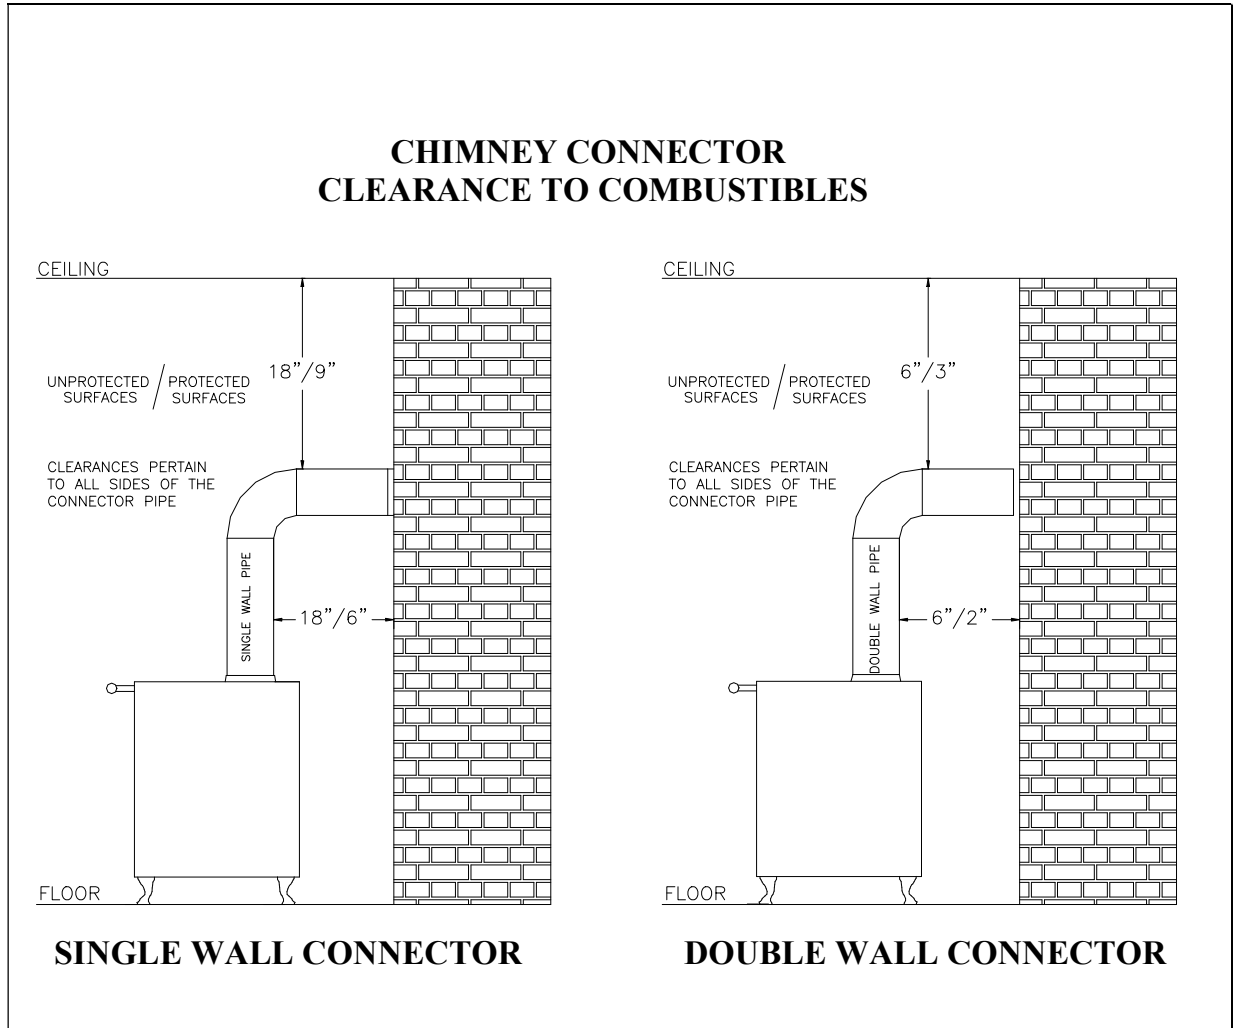 CHIMNEY CONNECTOR
CLEARANCE TO COMBUSTIBLES
CEILING
18”/9”
UNPROTECTED / PROTECTED
SURFACES / SURFACES
CLEARANCES PERTAIN
TO ALL SIDES OF THE
CONNECTOR PIPE
SINGLE WALL PIPE
18”/6”
FLOOR
SINGLE WALL CONNECTOR
CEILING
6”/3”
UNPROTECTED / PROTECTED
SURFACES / SURFACES
CLEARANCES PERTAIN
TO ALL SIDES OF THE
CONNECTOR PIPE
DOUBLE WALL PIPE
6”/2”
FLOOR
DOUBLE WALL CONNECTOR